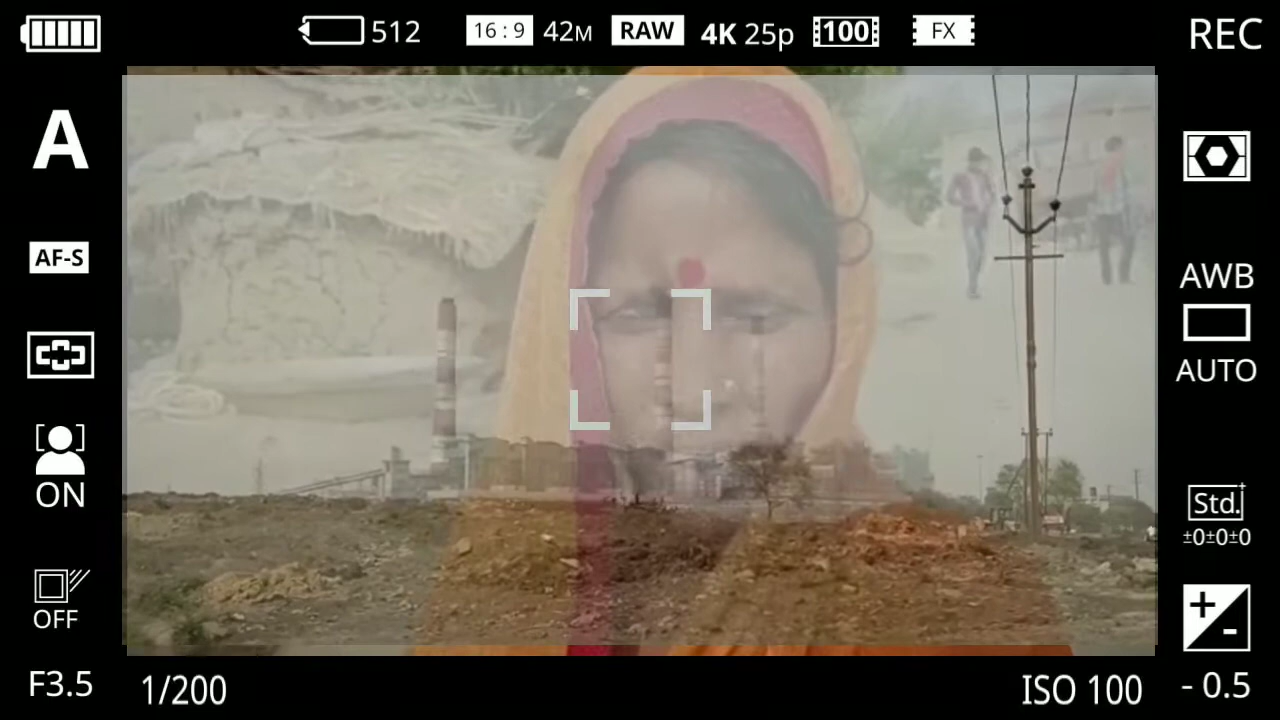 512 16:9 42M RAW 4K 25p 100 FX REC
A
AF-S
AWB
AUTO
ON
Std.
±0±0±0
OFF
F3.5 1/200 ISO 100 - 0.5